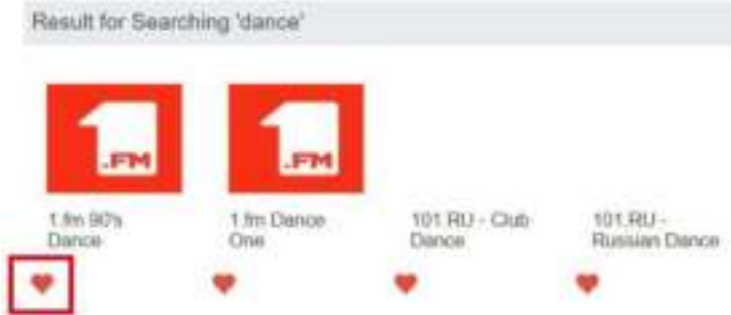 Result for Searching 'dance'
.FM
.FM
1.fm 90's
Dance
1.fm Dance
One
101.RU - Club
Dance
101.RU -
Russian Dance